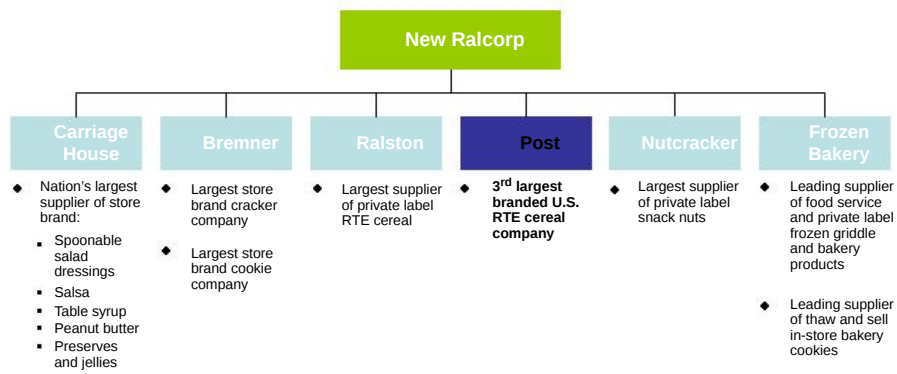 New Ralcorp
Carriage
House
Bremner
Ralston
Post
Nutcracker
Frozen
Bakery
Nation's largest
supplier of store
brand:
Spoonable
salad
dressings
Salsa
Table syrup
Peanut butter
Preserves
and jellies
Largest store
brand cracker
company
Largest store
brand cookie
company
Largest supplier
of private label
RTE cereal
3rd largest
branded U.S.
RTE cereal
company
Largest supplier
of private label
snack nuts
Leading supplier
of food service
and private label
frozen griddle
and bakery
products
Leading supplier
of thaw and sell
in-store bakery
cookies